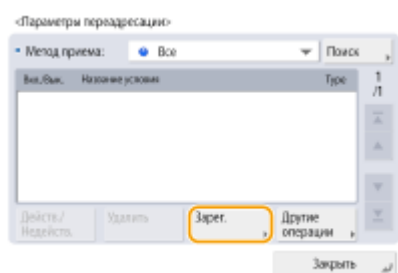 <Параметры переадресации>
Метод приема: Все Поиск
Вкл./Выкл. Название условия Type 1
/1
Действ./ Удалить Зарег. Другие
Недейств. операции
Закрыть